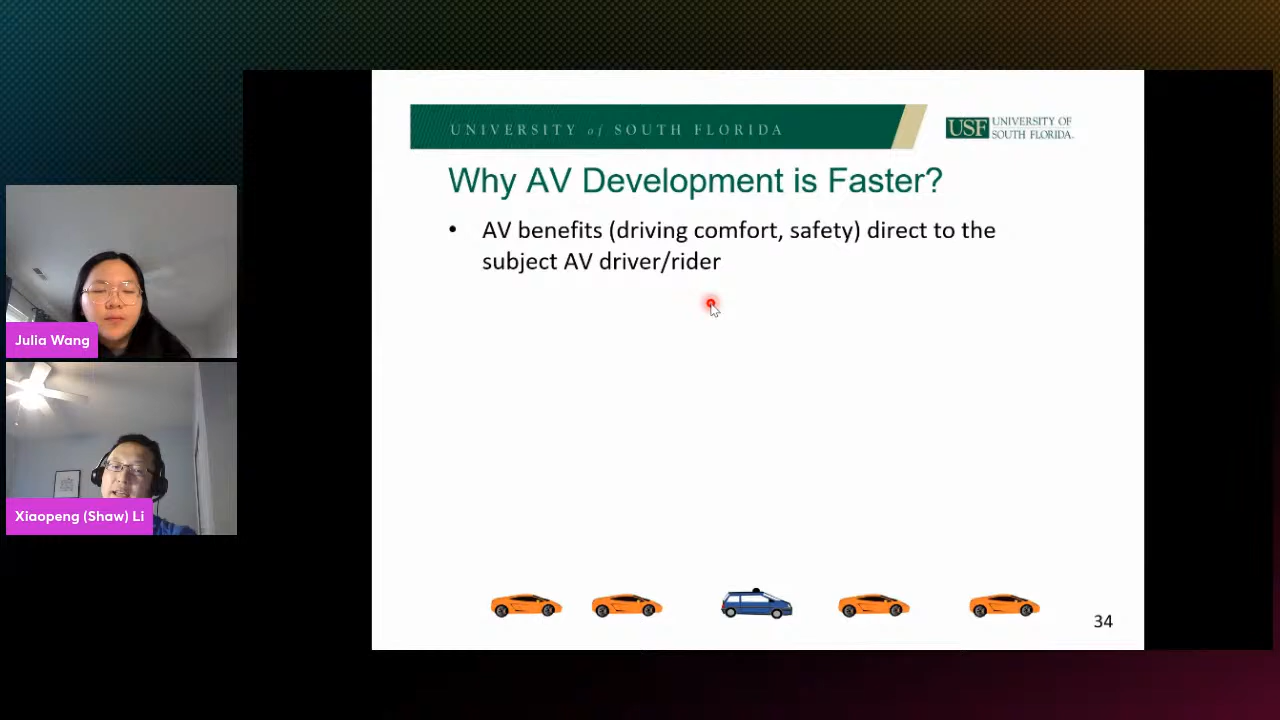 UNIVERSITY of SOUTH FLORIDA
USF UNIVERSITY OF
SOUTH FLORIDA.
Why AV Development is Faster?
• AV benefits (driving comfort, safety) direct to the
subject AV driver/rider
Julia Wang
Xiaopeng (Shaw) Li
34